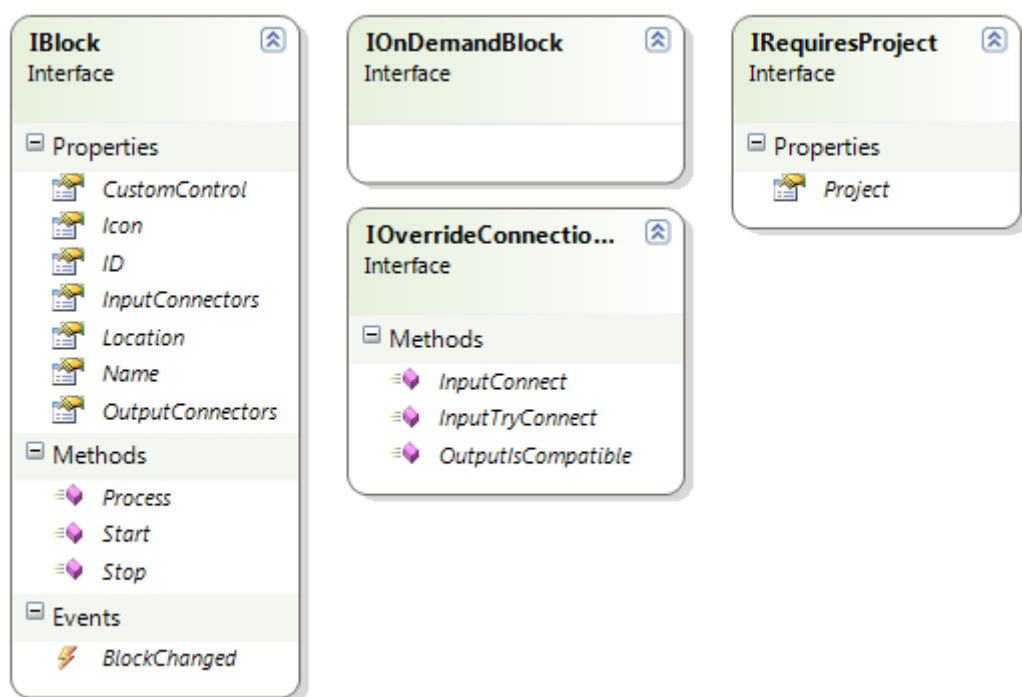 IBlock
Interface
Properties
CustomControl
Icon
ID
InputConnectors
Location
Name
OutputConnectors
Methods
Process
Start
Stop
Events
BlockChanged
IOnDemandBlock
Interface
IOverrideConnectio...
Interface
Methods
InputConnect
InputTryConnect
OutputIsCompatible
IRequiresProject
Interface
Properties
Project